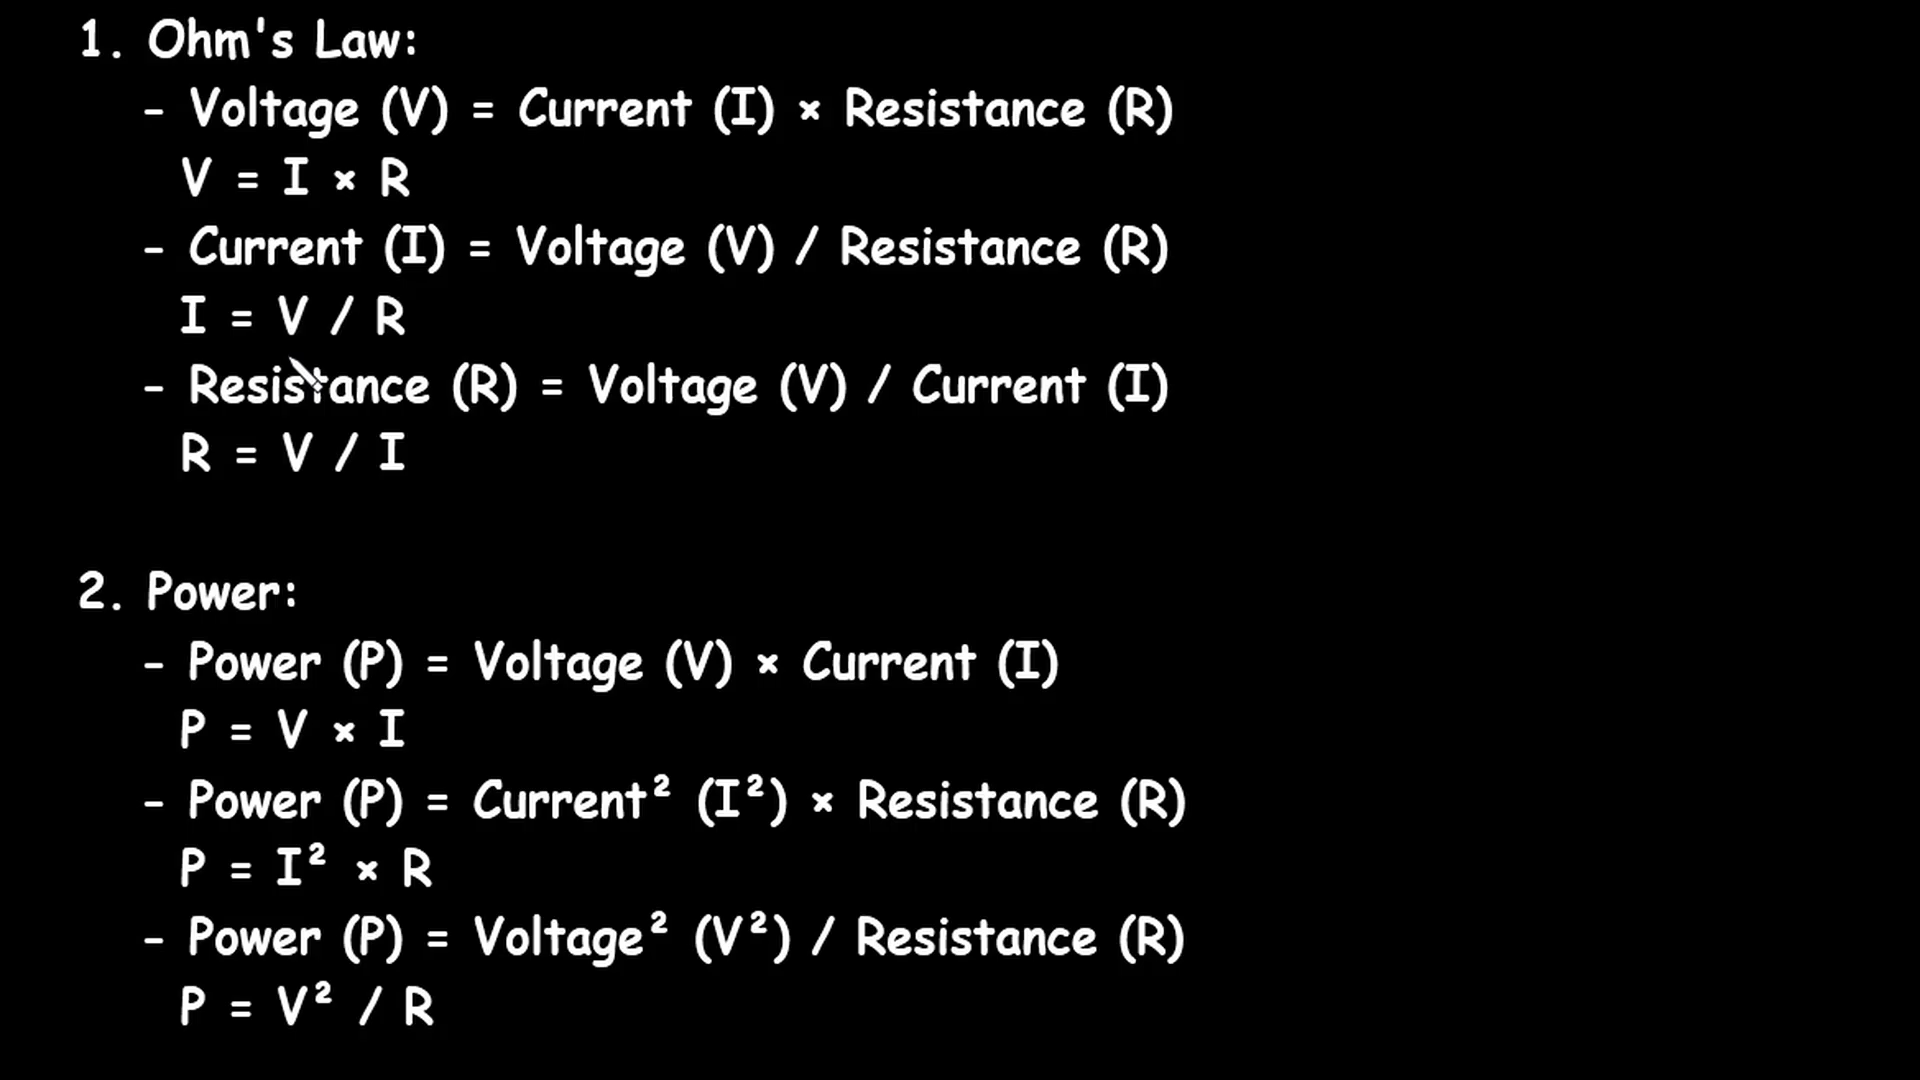 1. Ohm's Law:
- Voltage (V) = Current (I) × Resistance (R)
V = I × R
- Current (I) = Voltage (V) / Resistance (R)
I = V / R
- Resistance (R) = Voltage (V) / Current (I)
R = V / I
2. Power:
- Power (P) = Voltage (V) × Current (I)
P = V × I
- Power (P) = Current² (I²) × Resistance (R)
P = I² × R
- Power (P) = Voltage² (V²) / Resistance (R)
P = V² / R